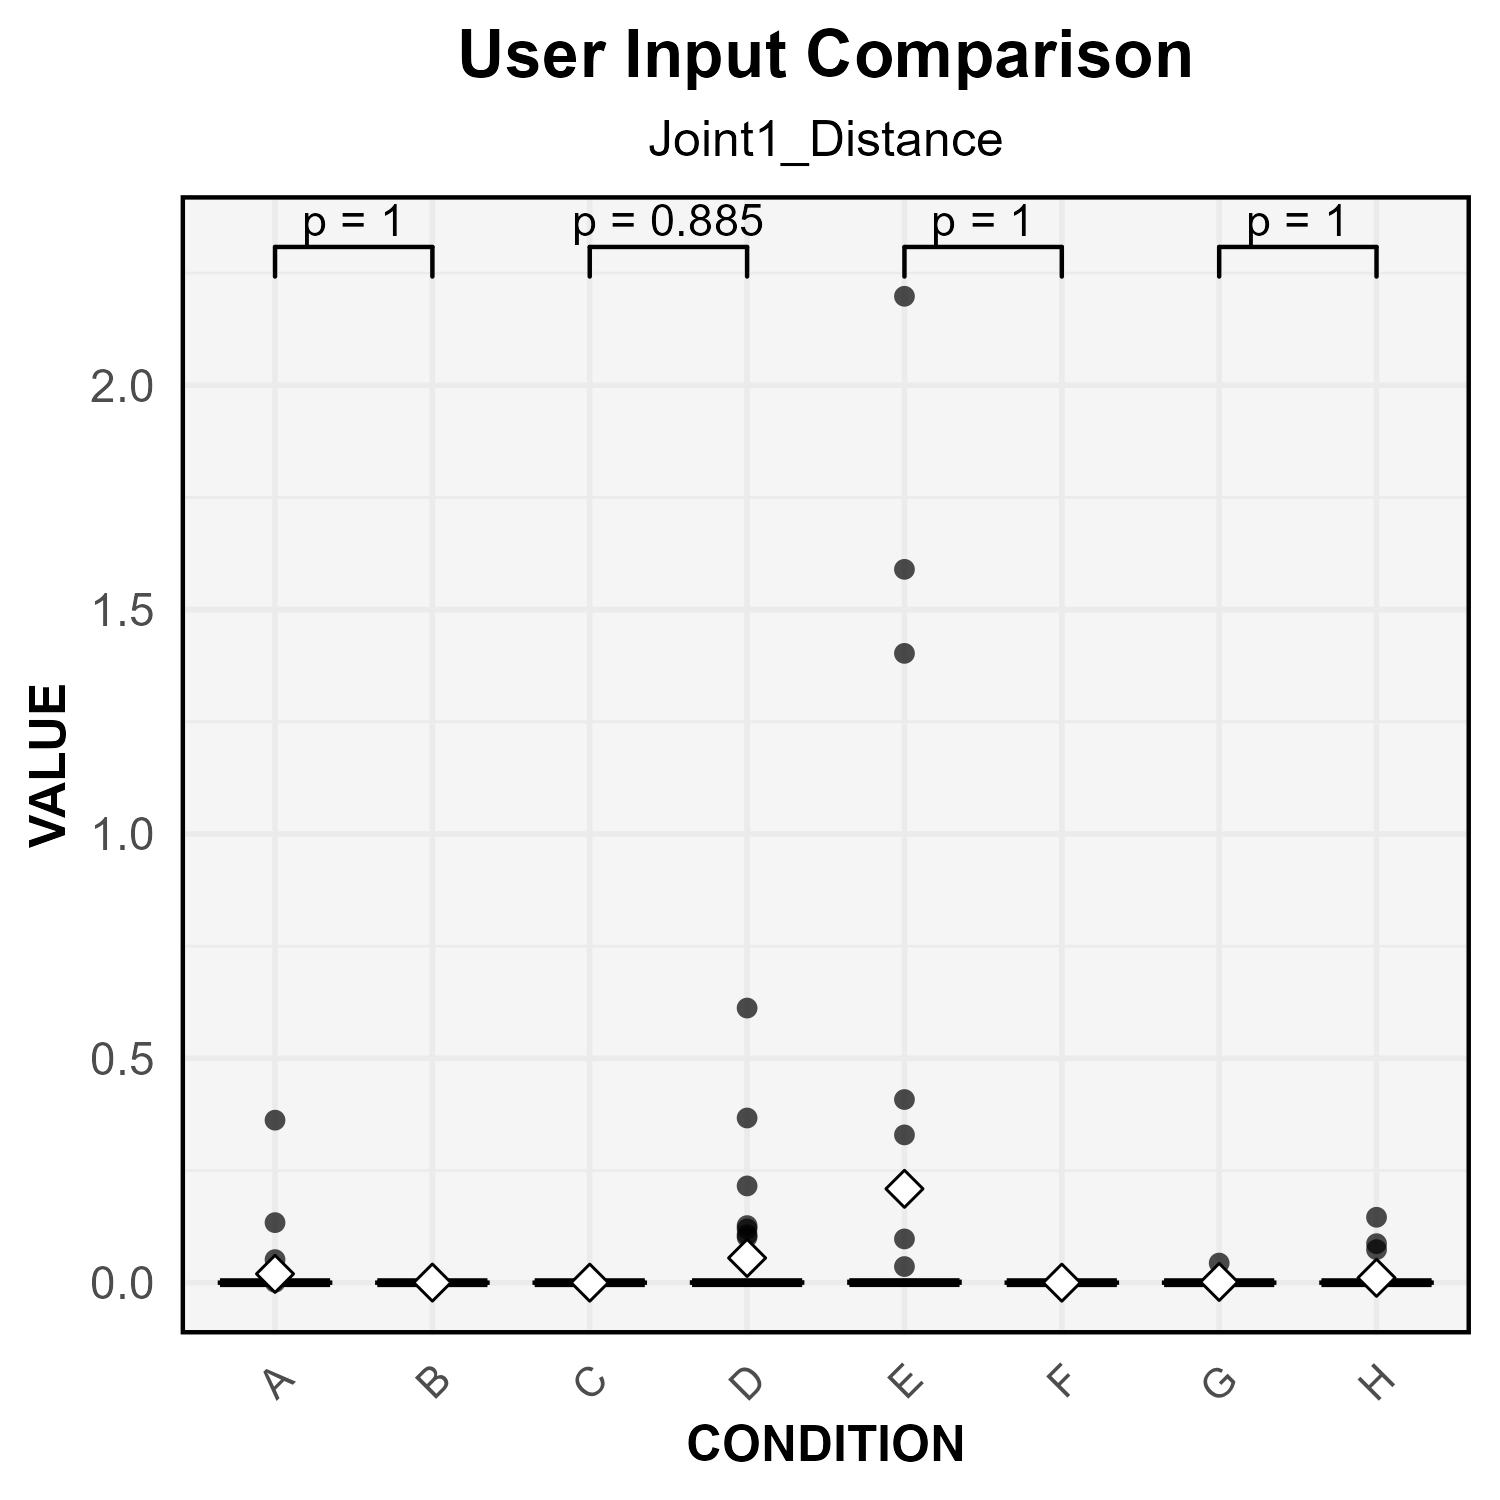 User Input Comparison
Joint1_Distance
p = 1 p = 0.885 p = 1 p = 1
2.0
1.5
1.0
0.5
0.0
VALUE
A B C D E F G H
CONDITION